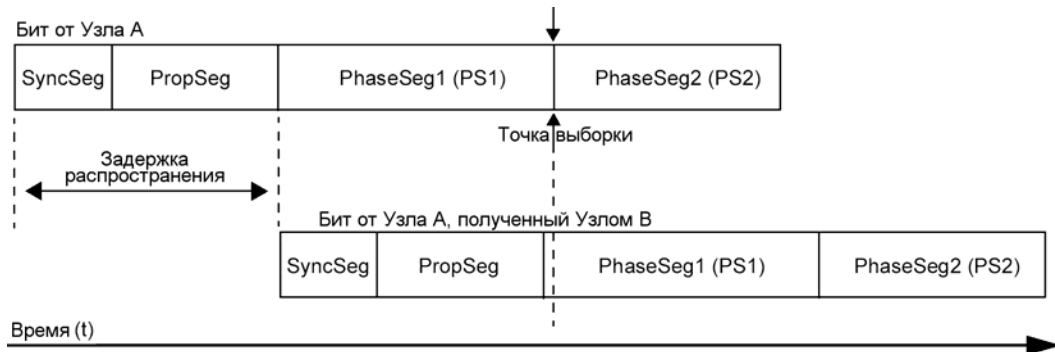 Бит от Узла A
SyncSeg PropSeg PhaseSeg1 (PS1) PhaseSeg2 (PS2)
Точка выборки
Задержка
распространения
Бит от Узла A, полученный Узлом B
SyncSeg PropSeg PhaseSeg1 (PS1) PhaseSeg2 (PS2)
Время (t)